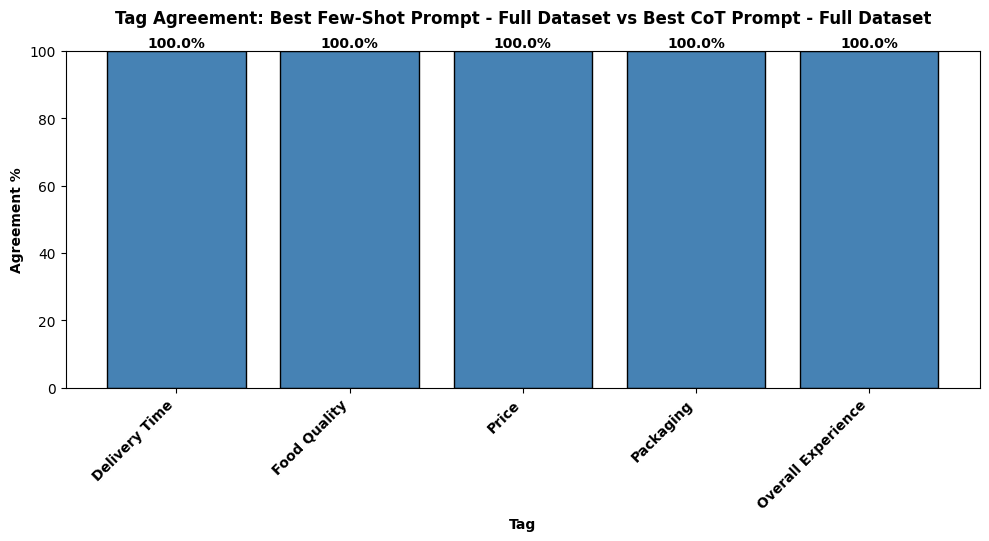 Tag Agreement: Best Few-Shot Prompt - Full Dataset vs Best CoT Prompt - Full Dataset
100.0% 100.0% 100.0% 100.0% 100.0%
100
80
60
40
20
0
Agreement %
Delivery Time
Food Quality
Price
Packaging
Overall Experience
Tag